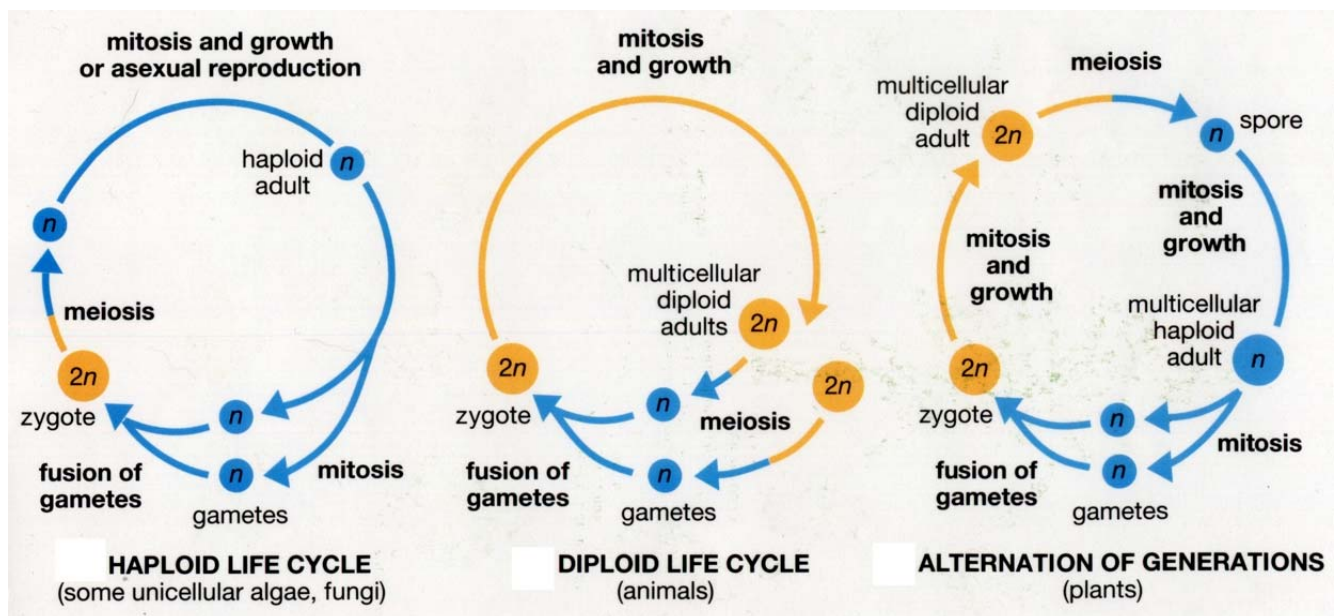 mitosis and growth
or asexual reproduction
haploid
adult
n
n
meiosis
2n
zygote
n
fusion of
gametes
n
mitosis
gametes
HAPLOID LIFE CYCLE
(some unicellular algae, fungi)
mitosis
and growth
multicellular
diploid
adults
2n
2n
2n
zygote
n
meiosis
fusion of
gametes
n
gametes
DIPLOID LIFE CYCLE
(animals)
meiosis
multicellular
diploid
adult
2n
n
spore
mitosis
and
growth
mitosis
and
growth
multicellular
haploid
adult
n
2n
zygote
n
mitosis
fusion of
gametes
n
gametes
ALTERNATION OF GENERATIONS
(plants)